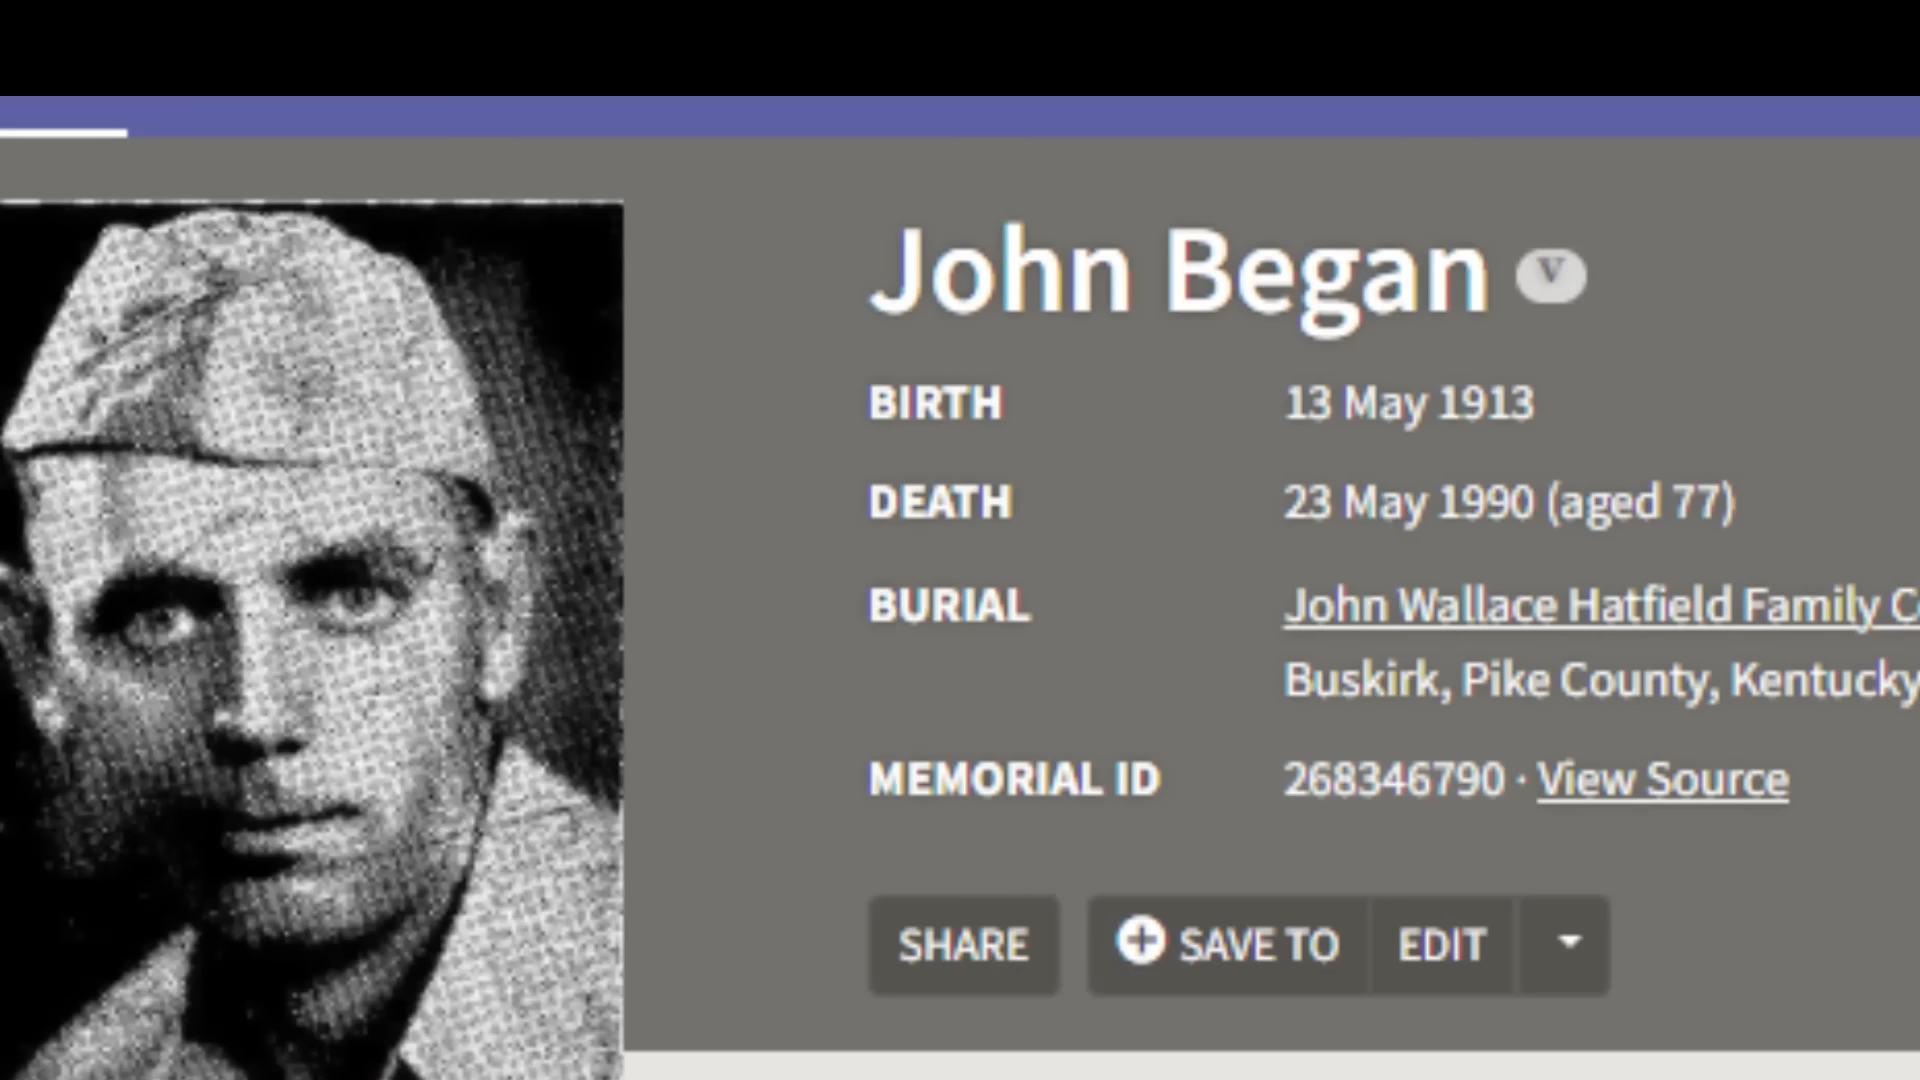 John Began V
BIRTH 13 May 1913
DEATH 23 May 1990 (aged 77)
BURIAL John Wallace Hatfield Family
Buskirk, Pike County, Kentucky
MEMORIAL ID 268346790 · View Source
SHARE SAVE TO EDIT